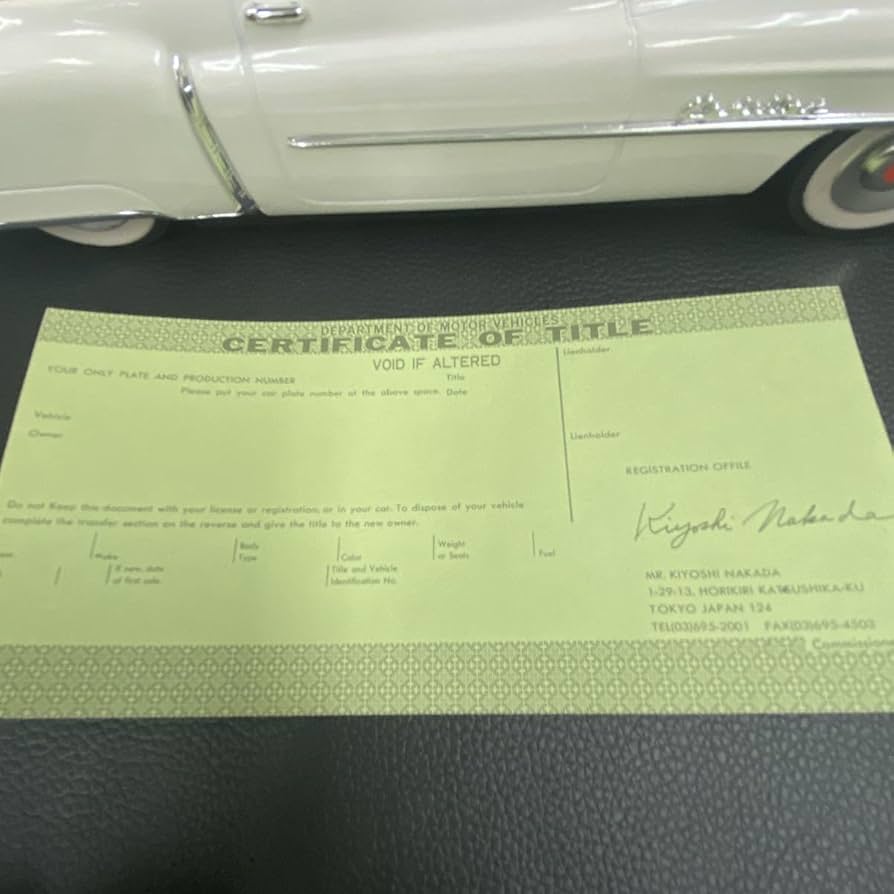 DEPARTMENT OF MOTOR VEHICLES
CERTIFICATE OF TITLE
VOID IF ALTERED
YOUR ONLY PLATE AND PRODUCTION NUMBER
Title
Please put your car plate number at the above space. Date
Vehicle
Owner
Lienholder
Lienholder
REGISTRATION OFFILE
Do not Keep this document with your license or registration, or in your car. To dispose of your vehicle
complete the transfer section on the reverse and give the title to the new owner.
Make
Body
Type
Color
Weight
or Seats
Fuel
If new, date
of first sale
Title and Vehicle
Identification No.
Kiyoshi Nakada
MR. KIYOSHI NAKADA
1-29-13, HORIKIRI KATSUSHIKA-KU
TOKYO JAPAN 124
TEL(03)695-2001 FAX(03)695-4503